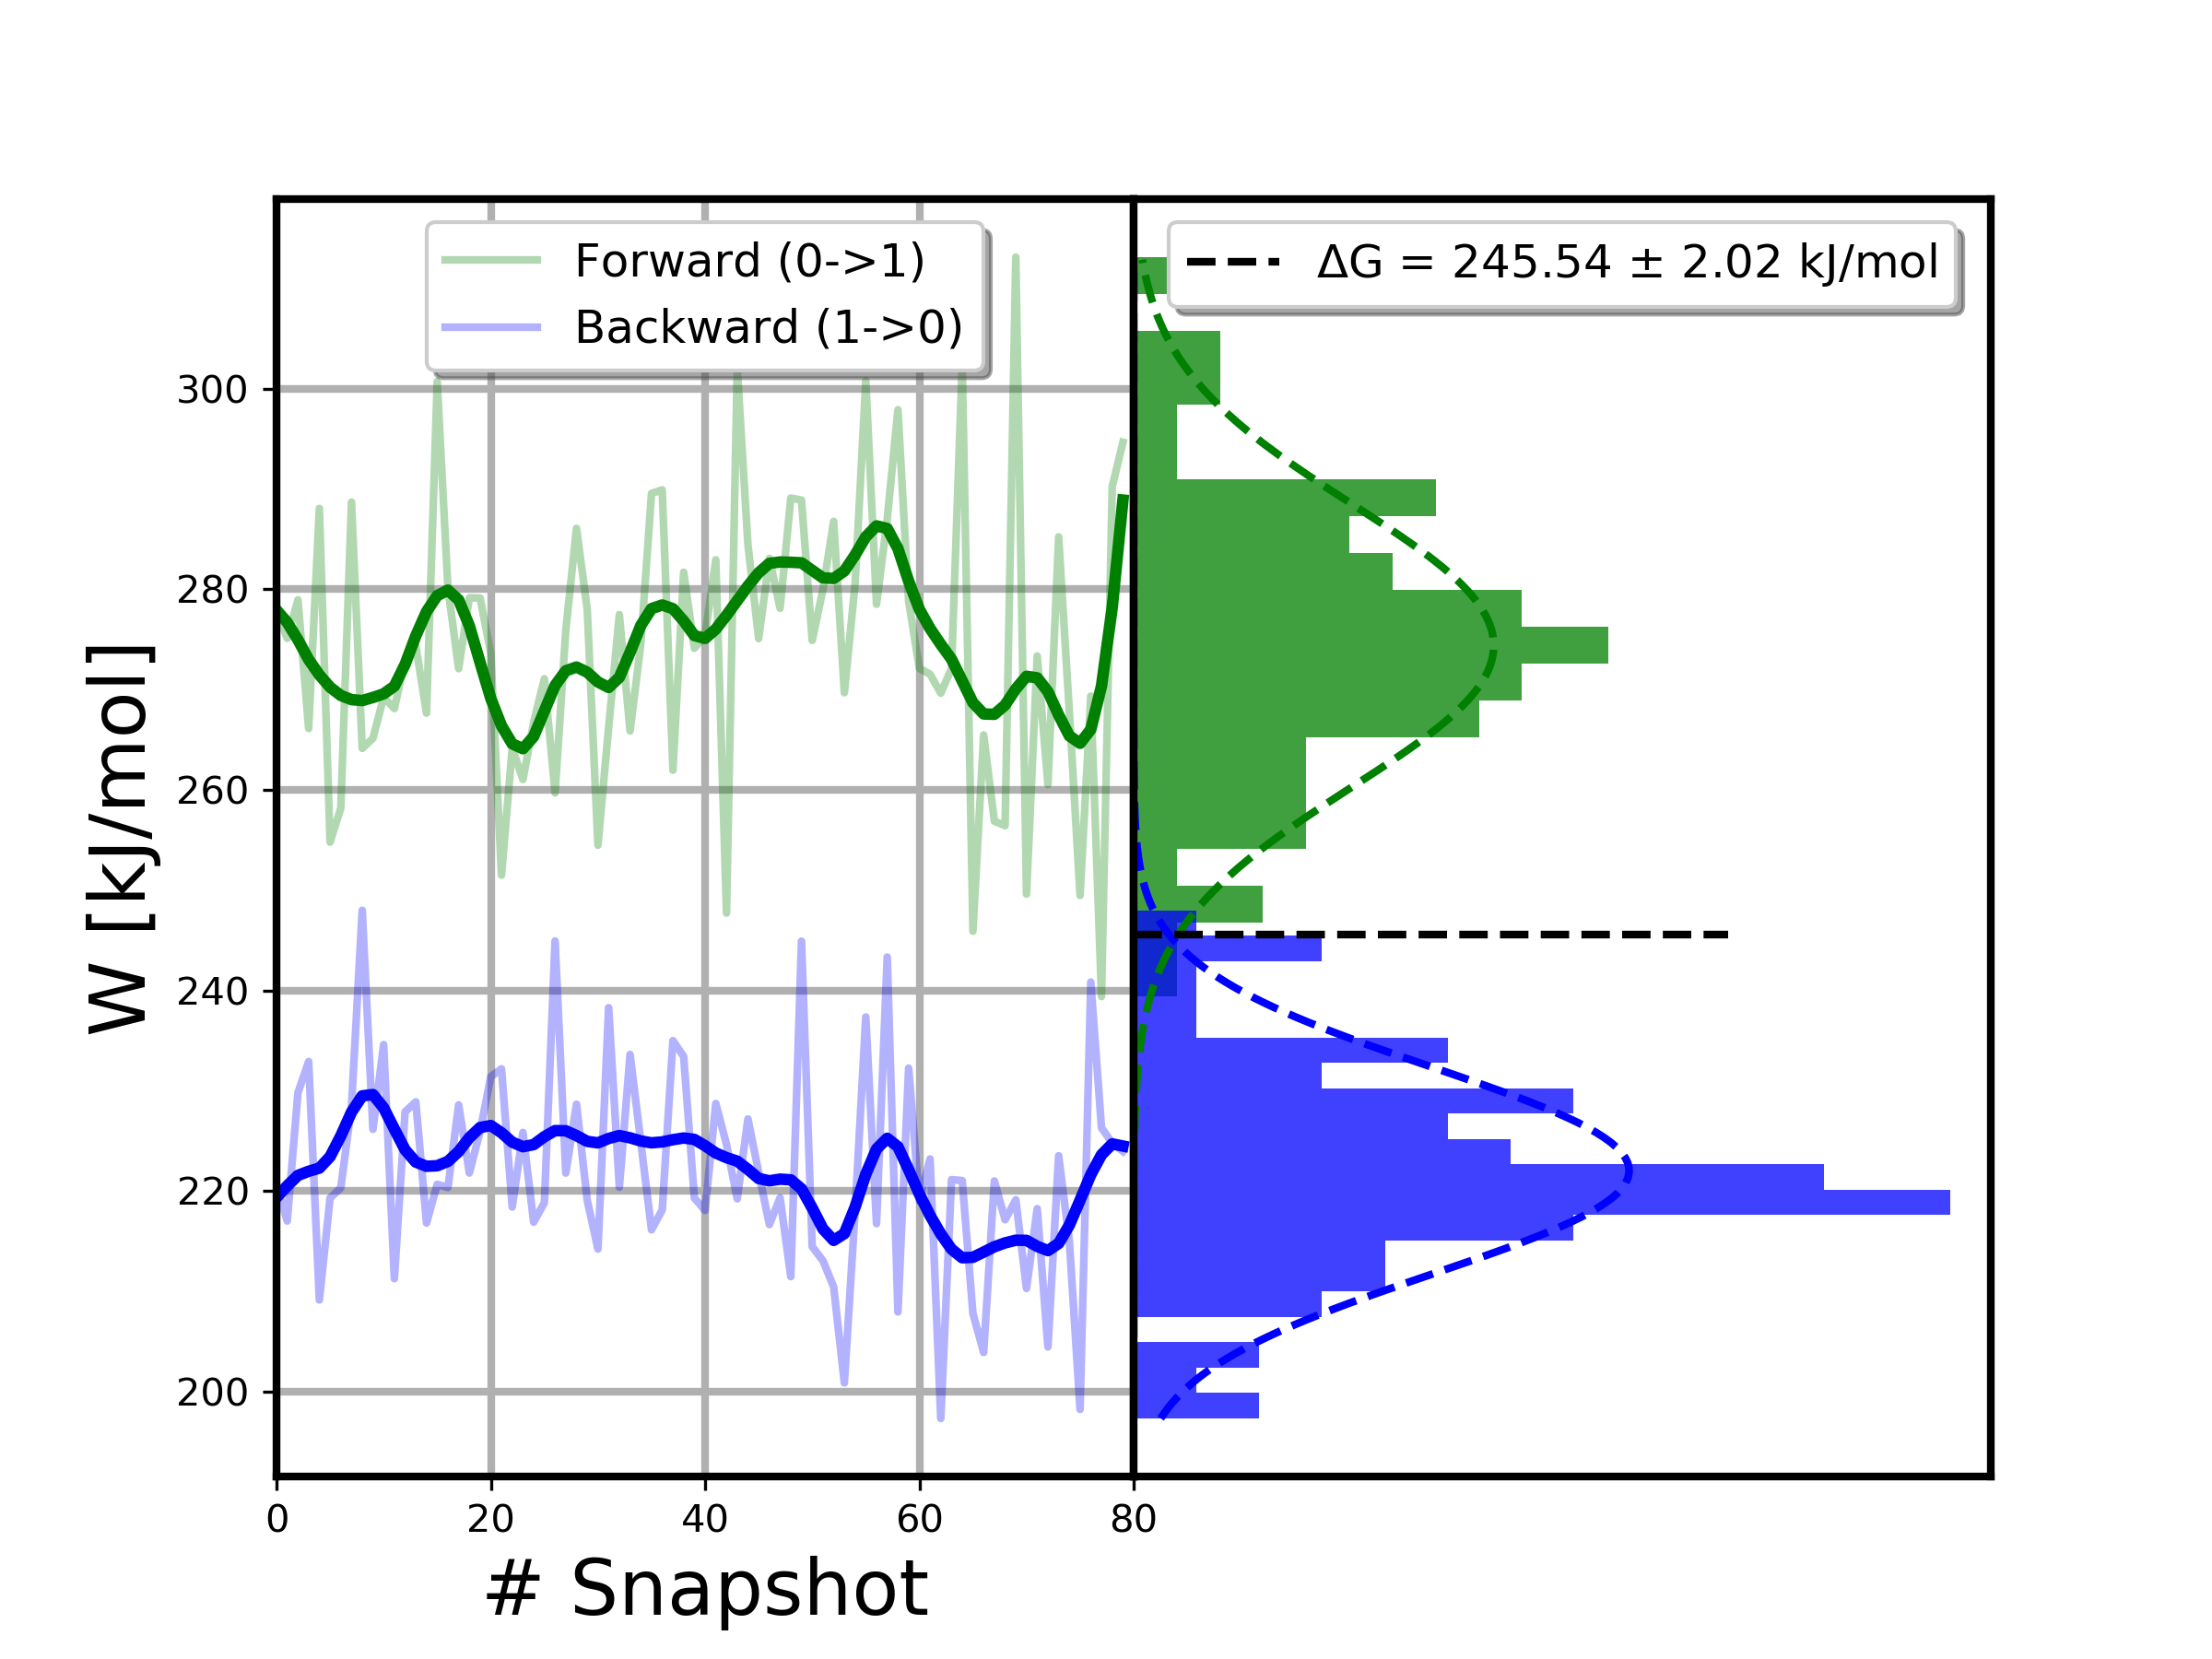 Forward (0->1)
Backward (1->0)
ΔG = 245.54 ± 2.02 kJ/mol
300
280
260
240
220
200
W [kJ/mol]
0 20 40 60 80
# Snapshot